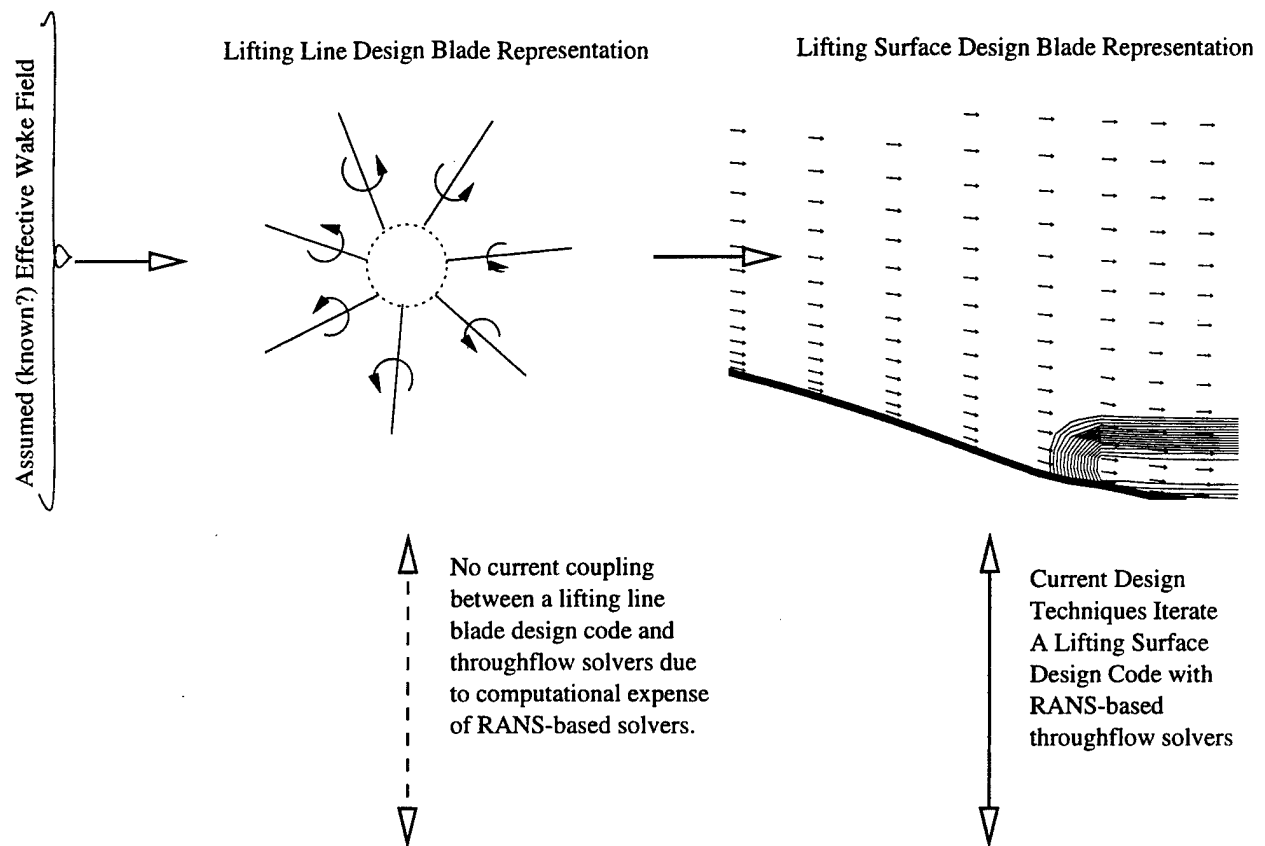 Assumed (known?) Effective Wake Field
Lifting Line Design Blade Representation
Lifting Surface Design Blade Representation
No current coupling
between a lifting line
blade design code and
throughflow solvers due
to computational expense
of RANS-based solvers.
Current Design
Techniques Iterate
A Lifting Surface
Design Code with
RANS-based
throughflow solvers